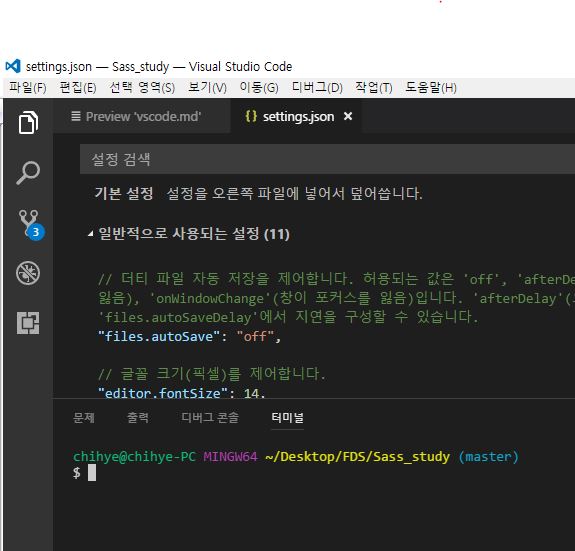 settings.json — Sass_study — Visual Studio Code
파일(F) 편집(E) 선택 영역(S) 보기(V) 이동(G) 디버그(D) 작업(T) 도움말(H)
Preview 'vscode.md' { } settings.json ×
설정 검색
기본 설정 설정을 오른쪽 파일에 넣어서 덮어씁니다.
일반적으로 사용되는 설정 (11)
// 더티 파일 자동 저장을 제어합니다. 허용되는 값은 'off', 'afterDe
잃음), 'onWindowChange'(창이 포커스를 잃음)입니다. 'afterDelay'(
'files.autoSaveDelay'에서 지연을 구성할 수 있습니다.
"files.autoSave": "off",
3
// 글꼴 크기(픽셀)를 제어합니다.
"editor.fontSize": 14,
문제 출력 디버그 콘솔 터미널
chihye@chihye-PC MINGW64 ~/Desktop/FDS/Sass_study (master)
$